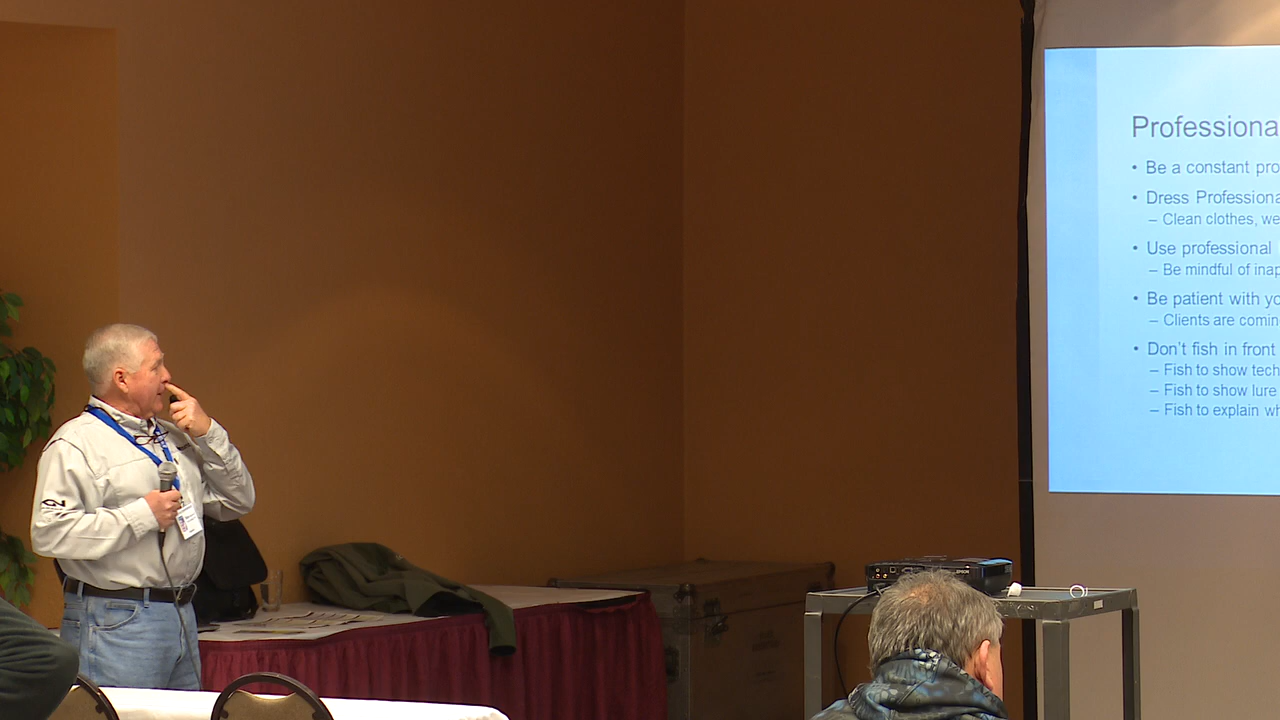 Professiona
• Be a constant pro
• Dress Professiona
– Clean clothes, we
• Use professional
– Be mindful of inap
• Be patient with yo
– Clients are comin
• Don't fish in front
– Fish to show tech
– Fish to show lure
– Fish to explain wh
EPSON